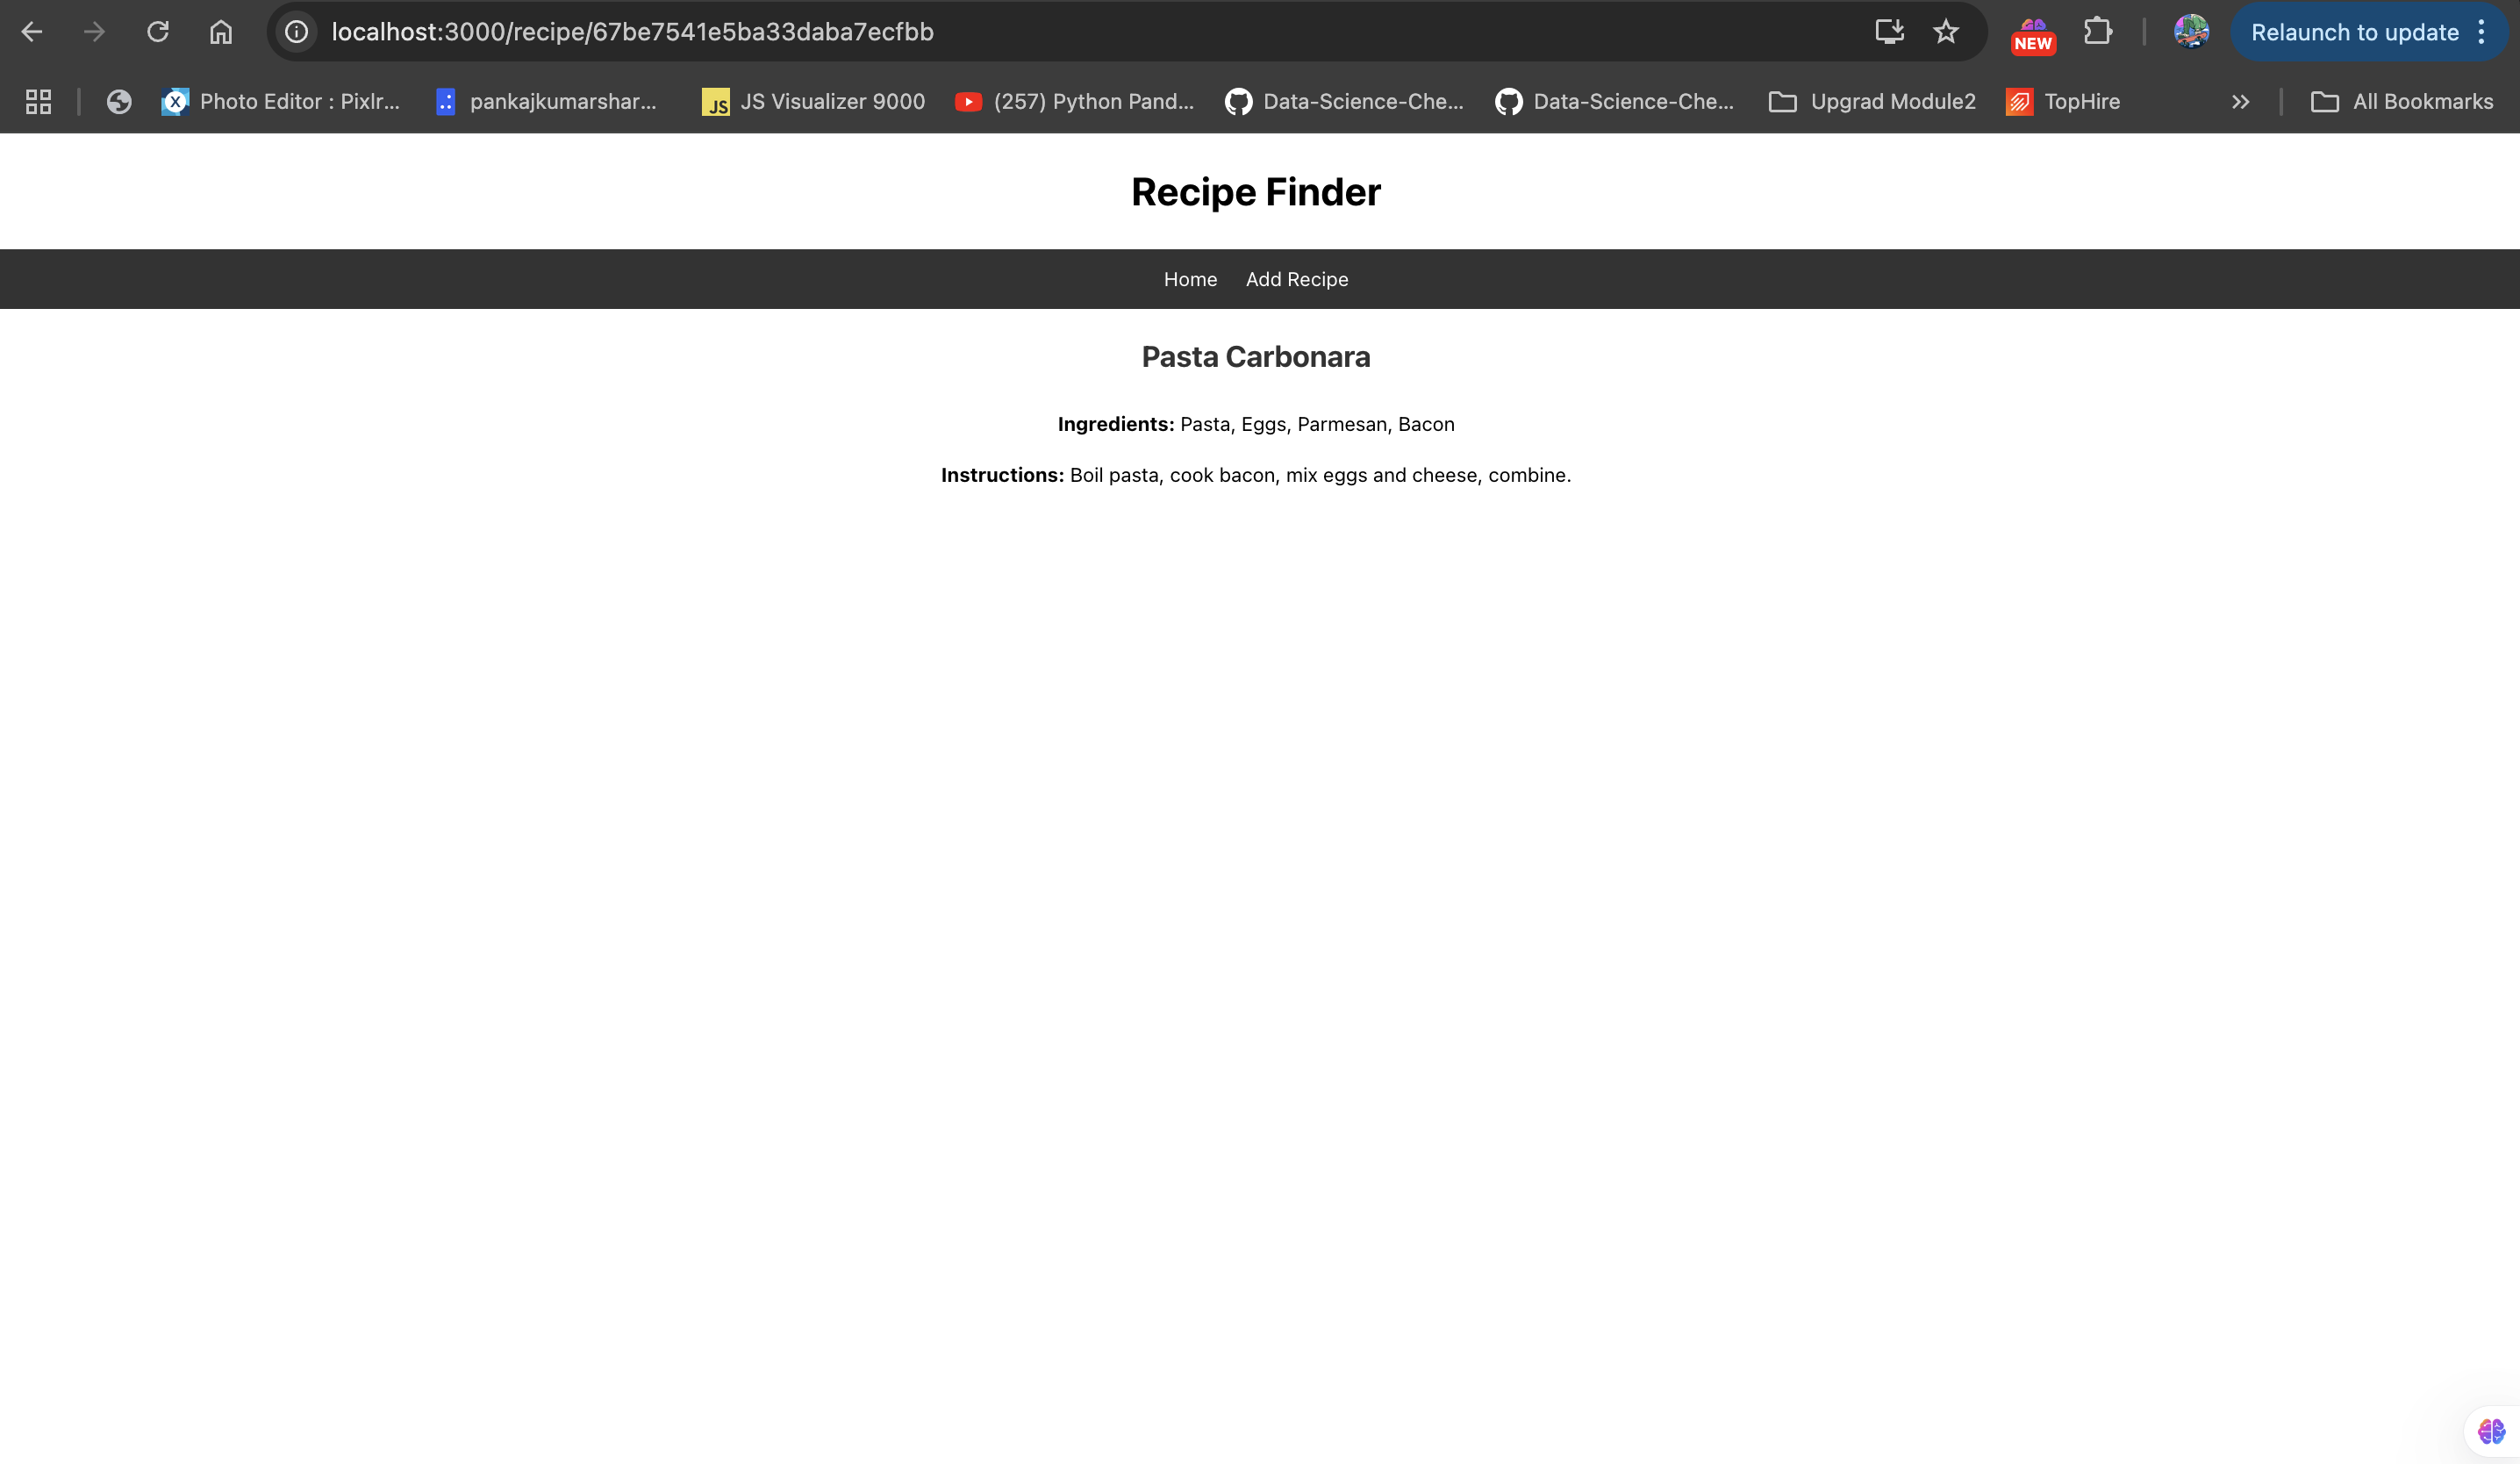 localhost:3000/recipe/67be7541e5ba33daba7ecfbb
NEW
Relaunch to update
Photo Editor : Pixlr...
pankajkumarshar...
JS
JS Visualizer 9000
(257) Python Pand...
Data-Science-Che...
Data-Science-Che...
Upgrad Module2
TopHire
All Bookmarks
Recipe Finder
Home
Add Recipe
Pasta Carbonara
Ingredients: Pasta, Eggs, Parmesan, Bacon
Instructions: Boil pasta, cook bacon, mix eggs and cheese, combine.